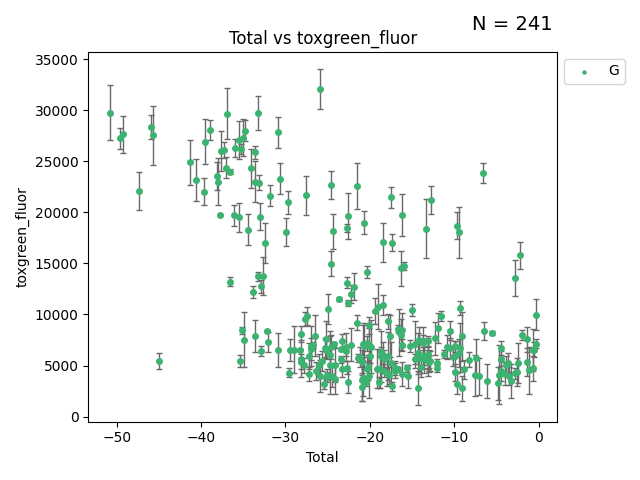 N = 241
Total vs toxgreen_fluor
G
35000
30000
25000
20000
15000
10000
5000
0
toxgreen_fluor
−50 −40 −30 −20 −10 0
Total